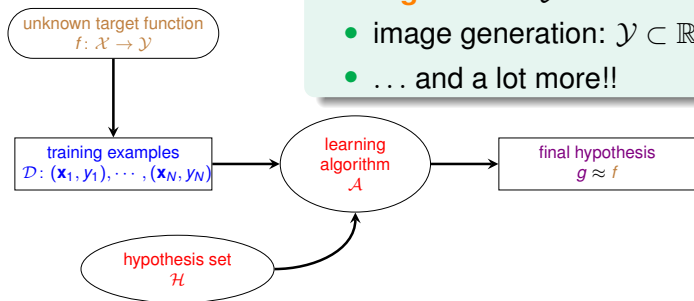 unknown target function
f: 𝒳 → 𝒴
• image generation: 𝒴 ⊂ ℝ
• … and a lot more!!
training examples
𝒟: (𝐱₁, y₁), ⋯ , (𝐱_N, y_N)
learning
algorithm
𝒜
final hypothesis
g ≈ f
hypothesis set
ℋ